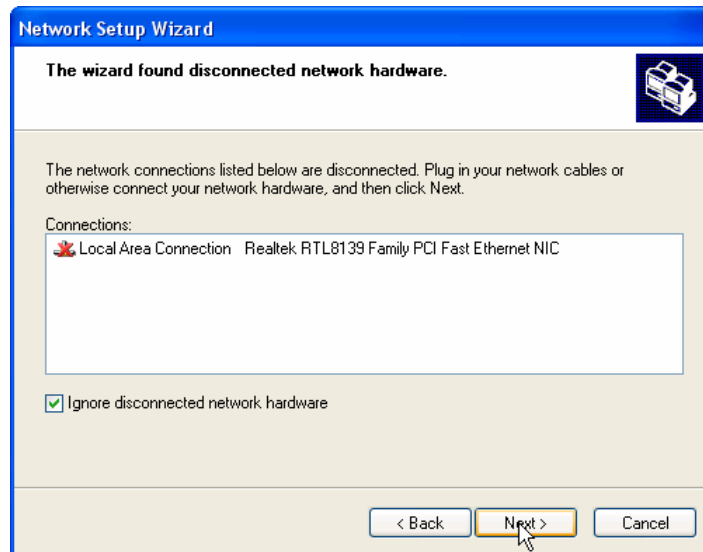 Network Setup Wizard
The wizard found disconnected network hardware.
The network connections listed below are disconnected. Plug in your network cables or
otherwise connect your network hardware, and then click Next.
Connections:
Local Area Connection Realtek RTL8139 Family PCI Fast Ethernet NIC
Ignore disconnected network hardware
< Back Next > Cancel